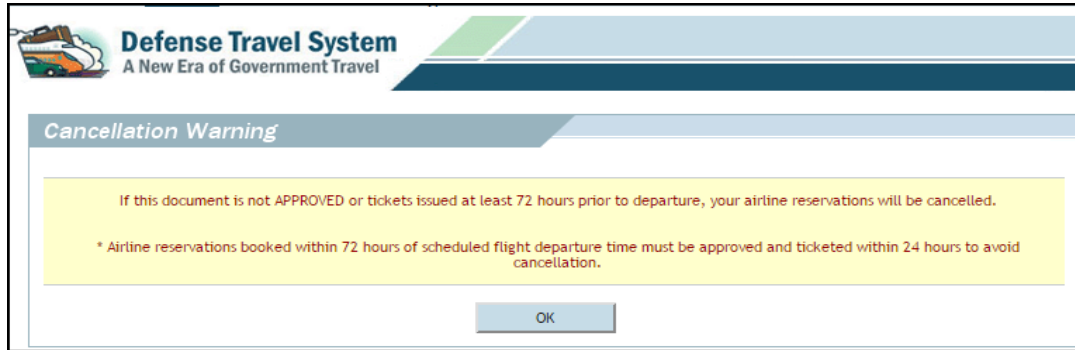 Defense Travel System
A New Era of Government Travel
Cancellation Warning
If this document is not APPROVED or tickets issued at least 72 hours prior to departure, your airline reservations will be cancelled.
* Airline reservations booked within 72 hours of scheduled flight departure time must be approved and ticketed within 24 hours to avoid
cancellation.
OK